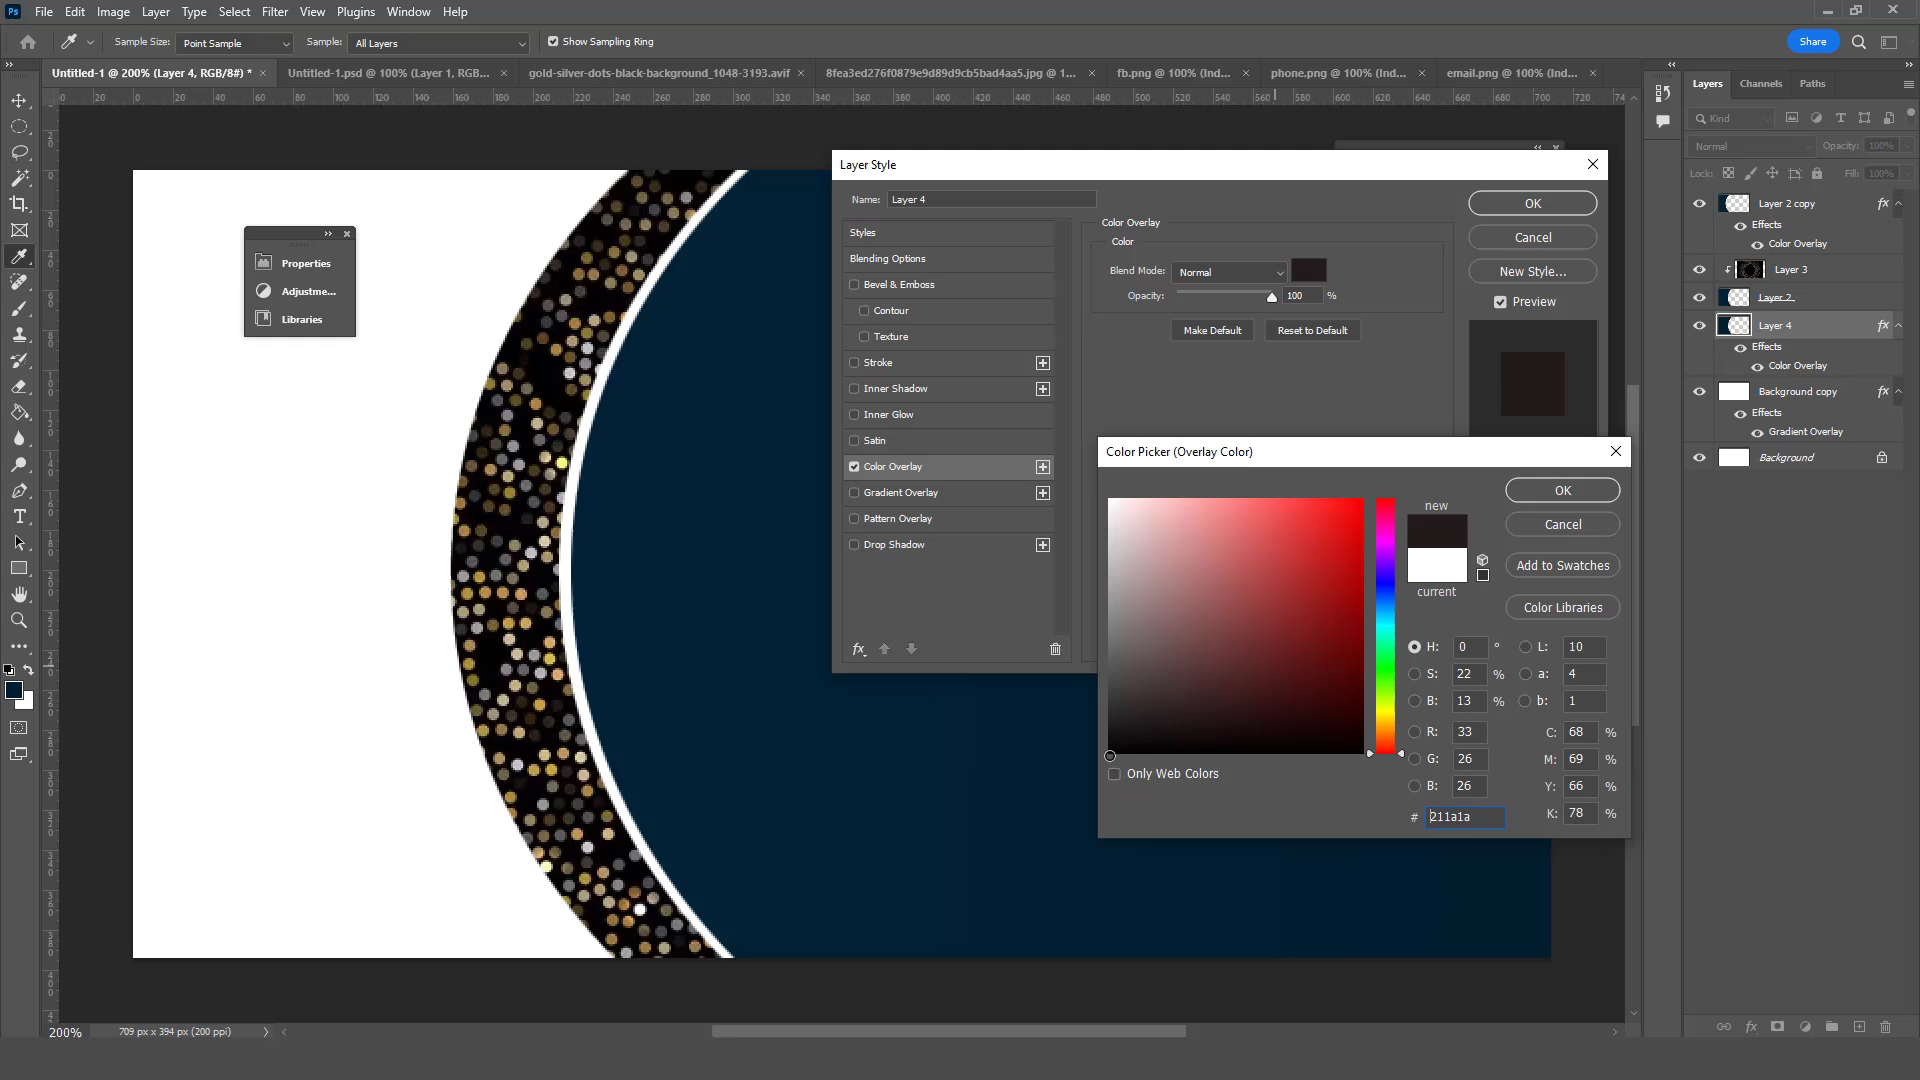 Ps File Edit Image Layer Type Select Filter View Plugins Window Help
Sample Size: Point Sample Sample: All Layers Show Sampling Ring Share
Untitled-1 @ 200% (Layer 4, RGB/8#) * Untitled-1.psd @ 100% (Layer 1, RGB... gold-silver-dots-black-background_1048-3193.avif 8fea3ed276f0879e9d89d9cb5bad4aa5.jpg @ 1... fb.png @ 100% (Ind... phone.png @ 100% (Ind... email.png @ 100% (Ind...
Properties
Adjustme...
Libraries
Layer Style
Name: Layer 4
OK
Cancel
New Style...
Preview
Styles
Blending Options
Bevel & Emboss
Contour
Texture
Stroke
Inner Shadow
Inner Glow
Satin
Color Overlay
Gradient Overlay
Pattern Overlay
Drop Shadow
fx
Color Overlay
Color
Blend Mode: Normal
Opacity: 100 %
Make Default Reset to Default
Color Picker (Overlay Color)
new
current
OK
Cancel
Add to Swatches
Color Libraries
H: 0 ° L: 10
S: 22 % a: 4
B: 13 % b: 1
R: 33 C: 68 %
G: 26 M: 69 %
B: 26 Y: 66 %
# 211a1a K: 78 %
Only Web Colors
Layers Channels Paths
Kind
Normal Opacity: 100%
Lock: Fill: 100%
Layer 2 copy fx
Effects
Color Overlay
Layer 3
Layer 2
Layer 4 fx
Effects
Color Overlay
Background copy fx
Effects
Gradient Overlay
Background
200% 709 px x 394 px (200 ppi)